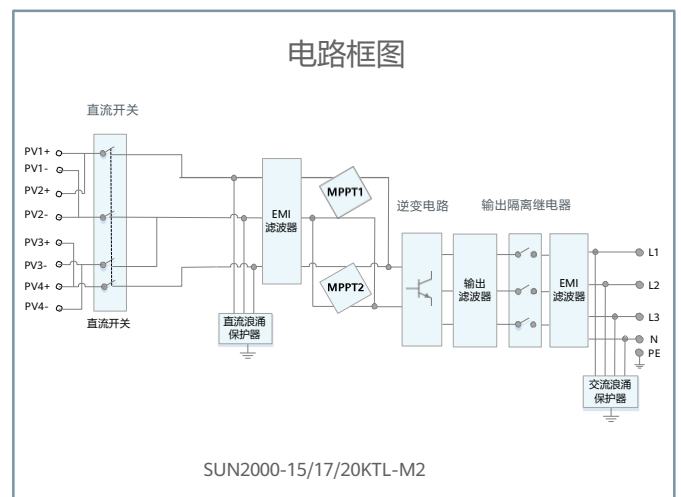 电路框图
直流开关
PV1+
PV1-
PV2+
PV2-
PV3+
PV3-
PV4+
PV4-
直流开关
直流浪涌
保护器
EMI
滤波器
MPPT1
MPPT2
逆变电路
输出
滤波器
输出隔离继电器
EMI
滤波器
L1
L2
L3
N
PE
交流浪涌
保护器
SUN2000-15/17/20KTL-M2